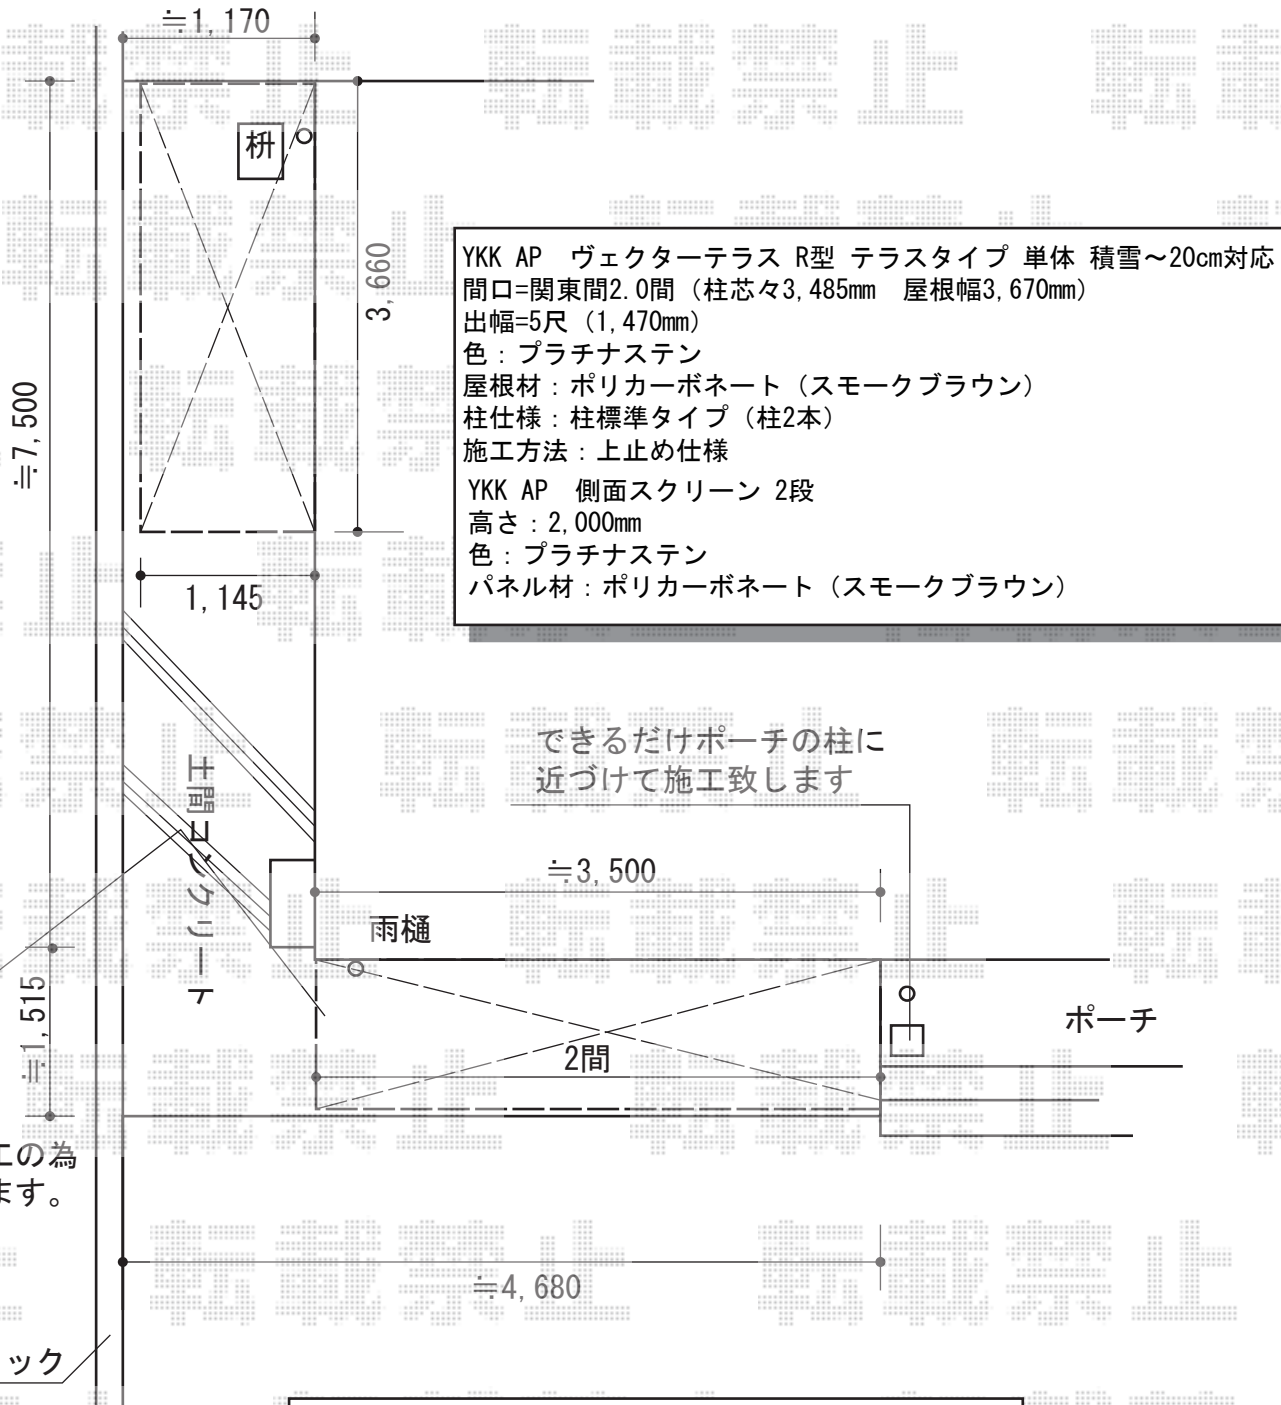 ≒1,170
枡
3,660
≒7,500
YKK AP ヴェクターテラス R型 テラスタイプ 単体 積雪～20cm対応
間口=関東間2.0間（柱芯々3,485mm 屋根幅3,670mm）
出幅=5尺（1,470mm）
色：プラチナステン
屋根材：ポリカーボネート（スモークブラウン）
柱仕様：柱標準タイプ（柱2本）
施工方法：上止め仕様
YKK AP 側面スクリーン 2段
高さ：2,000mm
色：プラチナステン
パネル材：ポリカーボネート（スモークブラウン）
1,145
できるだけポーチの柱に
近づけて施工致します
土間コンクリート
≒3,500
雨樋
≒1,515
ポーチ
2間
工の為
ます。
≒4,680
ック
転載禁止